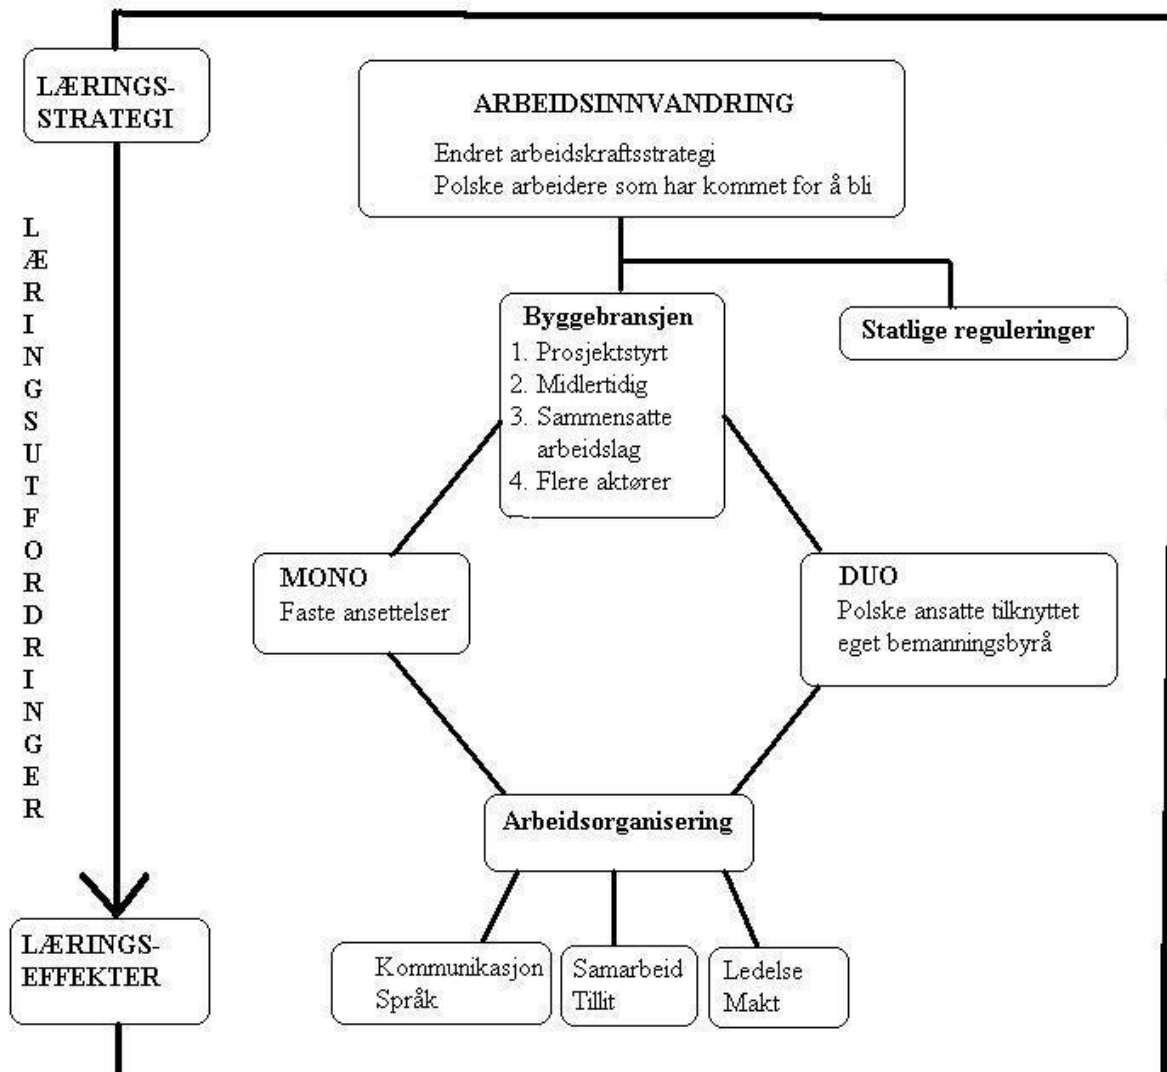 LÆRINGS-
STRATEGI
ARBEIDSINNVANDRING
Endret arbeidskraftsstrategi
Polske arbeidere som har kommet for å bli
LÆRINGSUTFORDRINGER
Byggebransjen
1. Prosjektstyrt
2. Midlertidig
3. Sammensatte
arbeidslag
4. Flere aktører
Statlige reguleringer
MONO
Faste ansettelser
DUO
Polske ansatte tilknyttet
eget bemanningsbyrå
Arbeidsorganisering
LÆRINGS-
EFFEKTER
Kommunikasjon
Språk
Samarbeid
Tillit
Ledelse
Makt